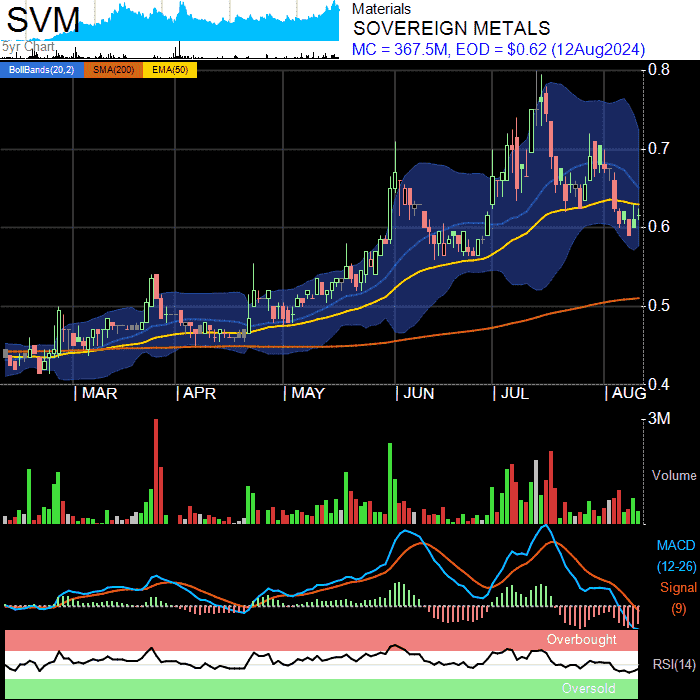 SVM
5yr Chart
Materials
SOVEREIGN METALS
MC = 367.5M, EOD = $0.62 (12Aug2024)
BollBands(20,2) SMA(200) EMA(50)
0.8
0.7
0.6
0.5
0.4
MAR APR MAY JUN JUL AUG
3M
Volume
MACD
(12-26)
Signal
(9)
Overbought
RSI(14)
Oversold